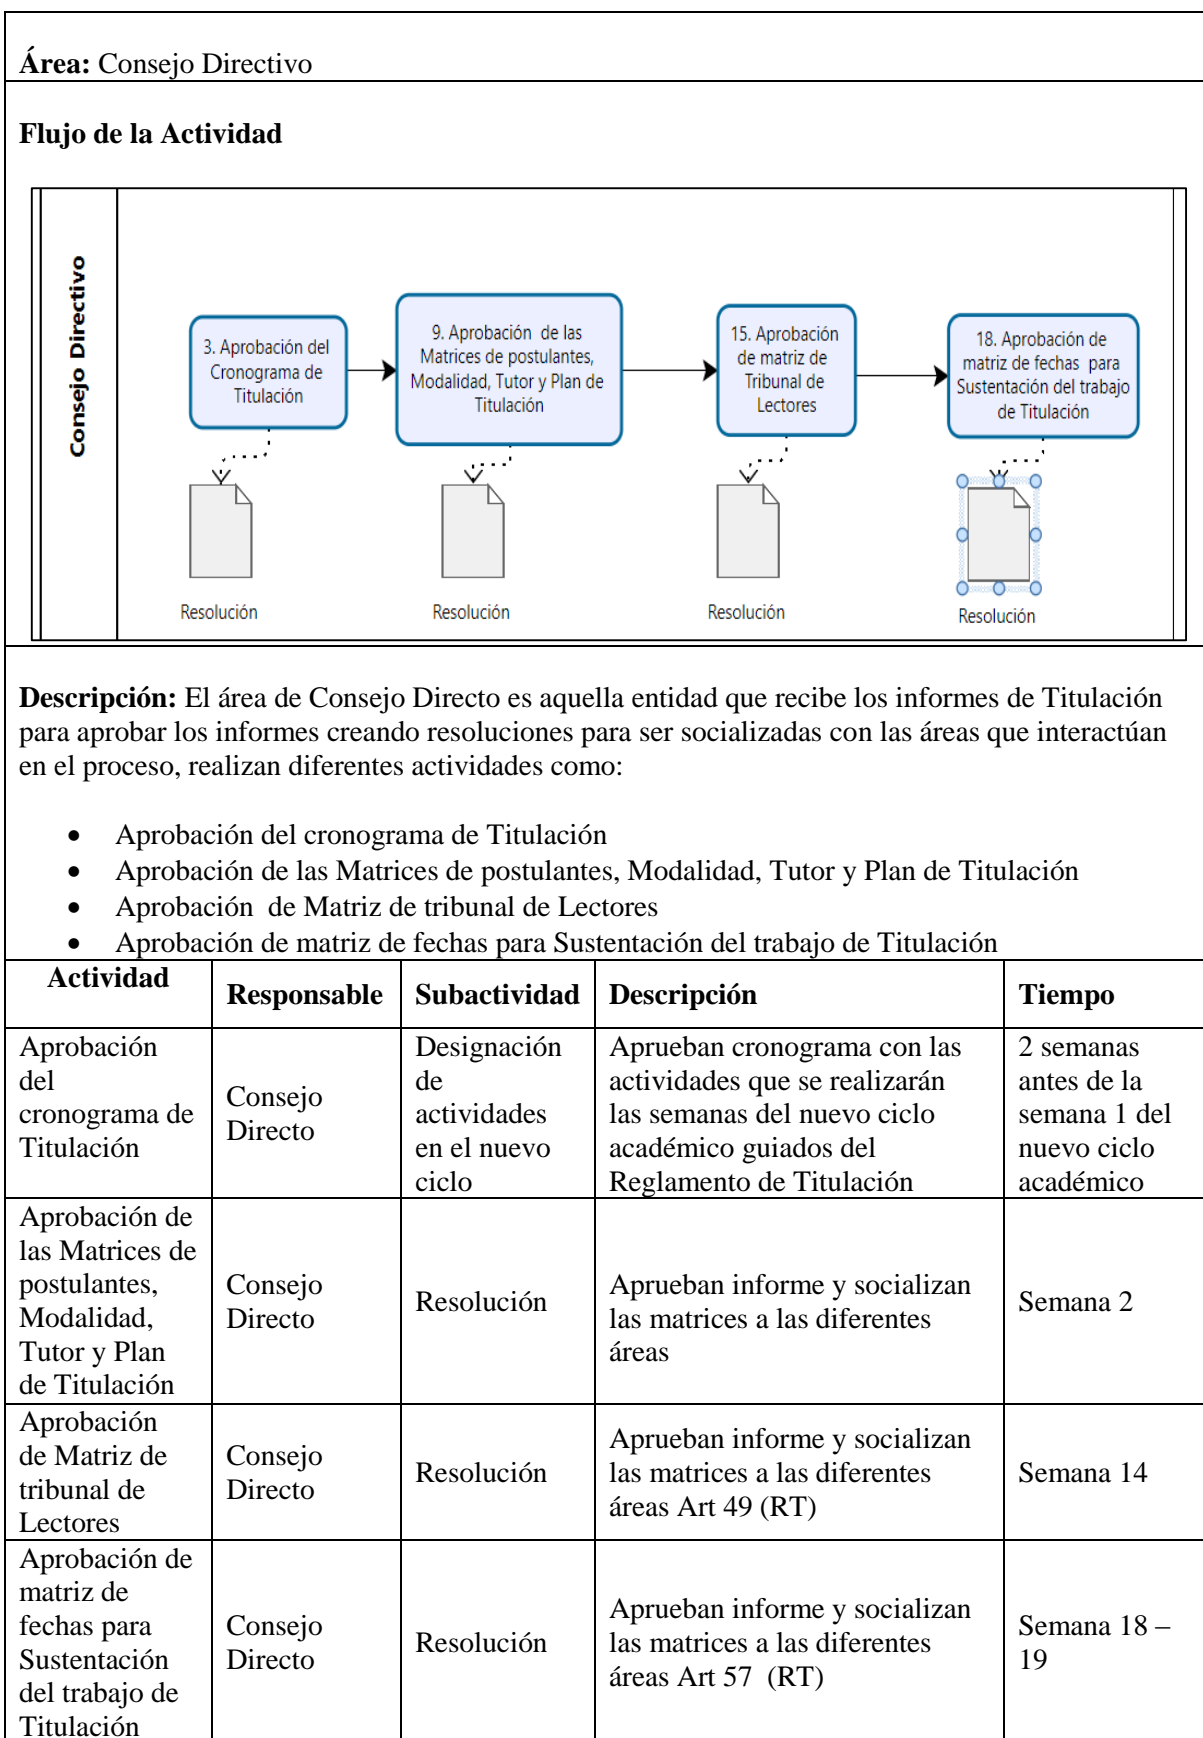 Área: Consejo Directivo
Flujo de la Actividad
Consejo Directivo
3. Aprobación del
Cronograma de
Titulación
9. Aprobación  de las
Matrices de postulantes,
Modalidad, Tutor y Plan de
Titulación
15. Aprobación
de matriz de
Tribunal de
Lectores
18. Aprobación de
matriz de fechas  para
Sustentación del trabajo
de Titulación
Resolución
Resolución
Resolución
Resolución
Descripción: El área de Consejo Directo es aquella entidad que recibe los informes de Titulación
para aprobar los informes creando resoluciones para ser socializadas con las áreas que interactúan
en el proceso, realizan diferentes actividades como:
• Aprobación del cronograma de Titulación
• Aprobación de las Matrices de postulantes, Modalidad, Tutor y Plan de Titulación
• Aprobación  de Matriz de tribunal de Lectores
• Aprobación de matriz de fechas para Sustentación del trabajo de Titulación
Actividad
Responsable
Subactividad
Descripción
Tiempo
Aprobación
del
cronograma de
Titulación
Consejo
Directo
Designación
de
actividades
en el nuevo
ciclo
Aprueban cronograma con las
actividades que se realizarán
las semanas del nuevo ciclo
académico guiados del
Reglamento de Titulación
2 semanas
antes de la
semana 1 del
nuevo ciclo
académico
Aprobación de
las Matrices de
postulantes,
Modalidad,
Tutor y Plan
de Titulación
Consejo
Directo
Resolución
Aprueban informe y socializan
las matrices a las diferentes
áreas
Semana 2
Aprobación
de Matriz de
tribunal de
Lectores
Consejo
Directo
Resolución
Aprueban informe y socializan
las matrices a las diferentes
áreas Art 49 (RT)
Semana 14
Aprobación de
matriz de
fechas para
Sustentación
del trabajo de
Titulación
Consejo
Directo
Resolución
Aprueban informe y socializan
las matrices a las diferentes
áreas Art 57  (RT)
Semana 18 –
19